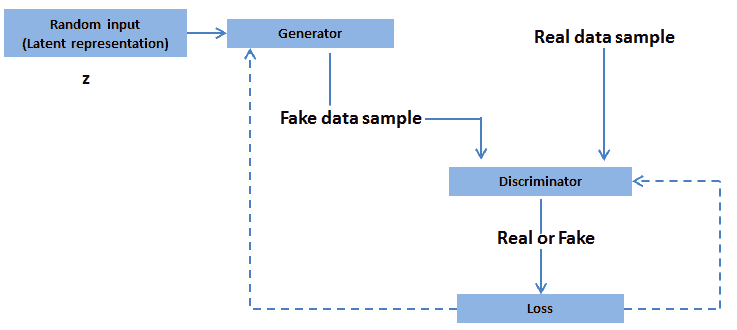 Random input
(Latent representation)
z
Generator
Real data sample
Fake data sample
Discriminator
Real or Fake
Loss